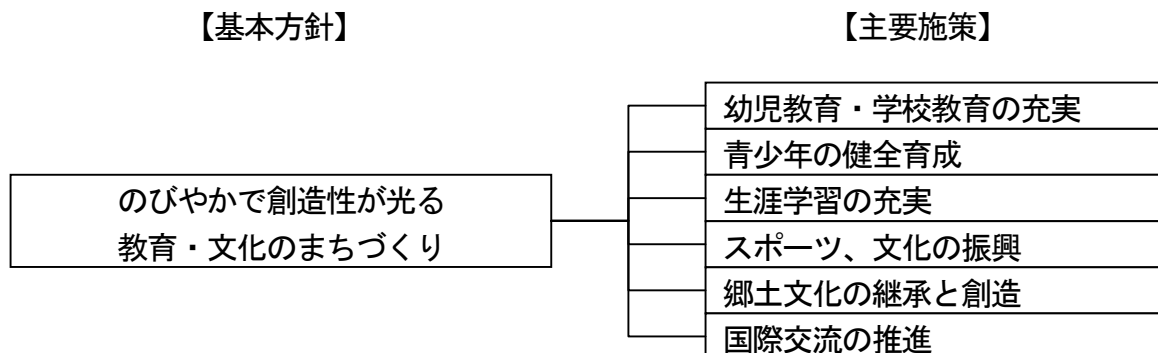 【基本方針】
【主要施策】
のびやかで創造性が光る
教育・文化のまちづくり
幼児教育・学校教育の充実
青少年の健全育成
生涯学習の充実
スポーツ、文化の振興
郷土文化の継承と創造
国際交流の推進